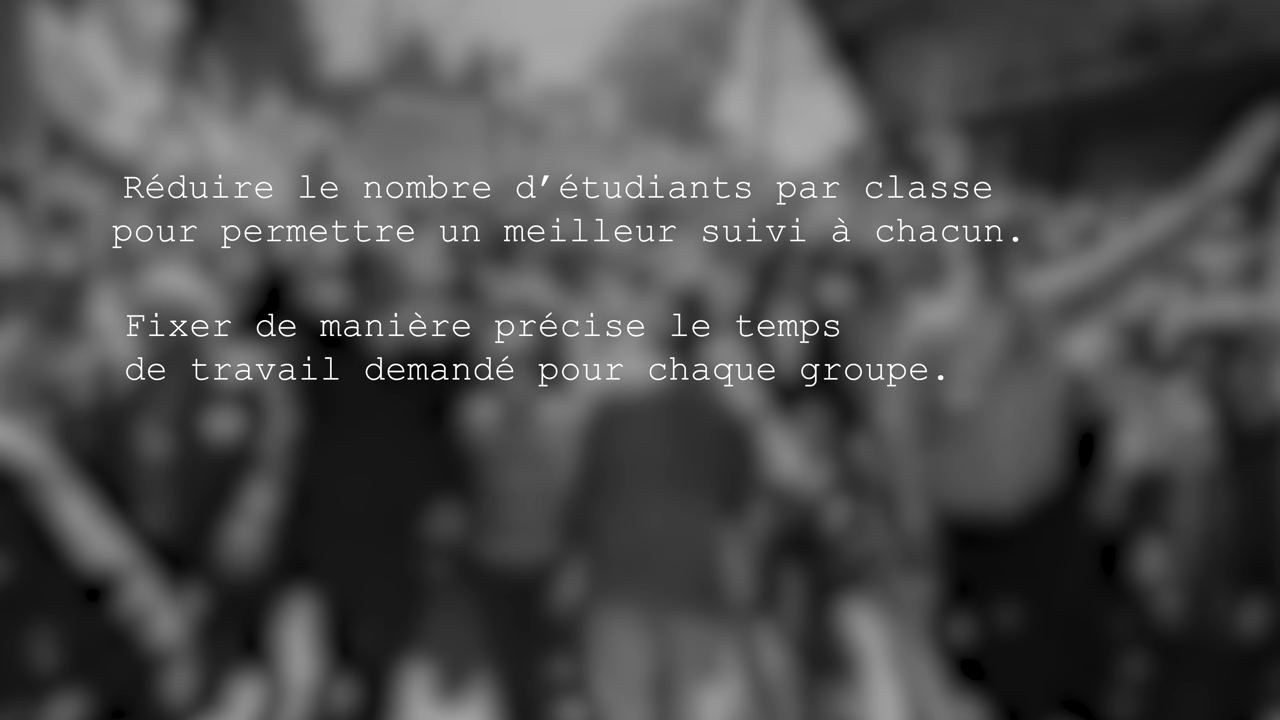 Réduire le nombre d’étudiants par classe
pour permettre un meilleur suivi à chacun.
Fixer de manière précise le temps
de travail demandé pour chaque groupe.